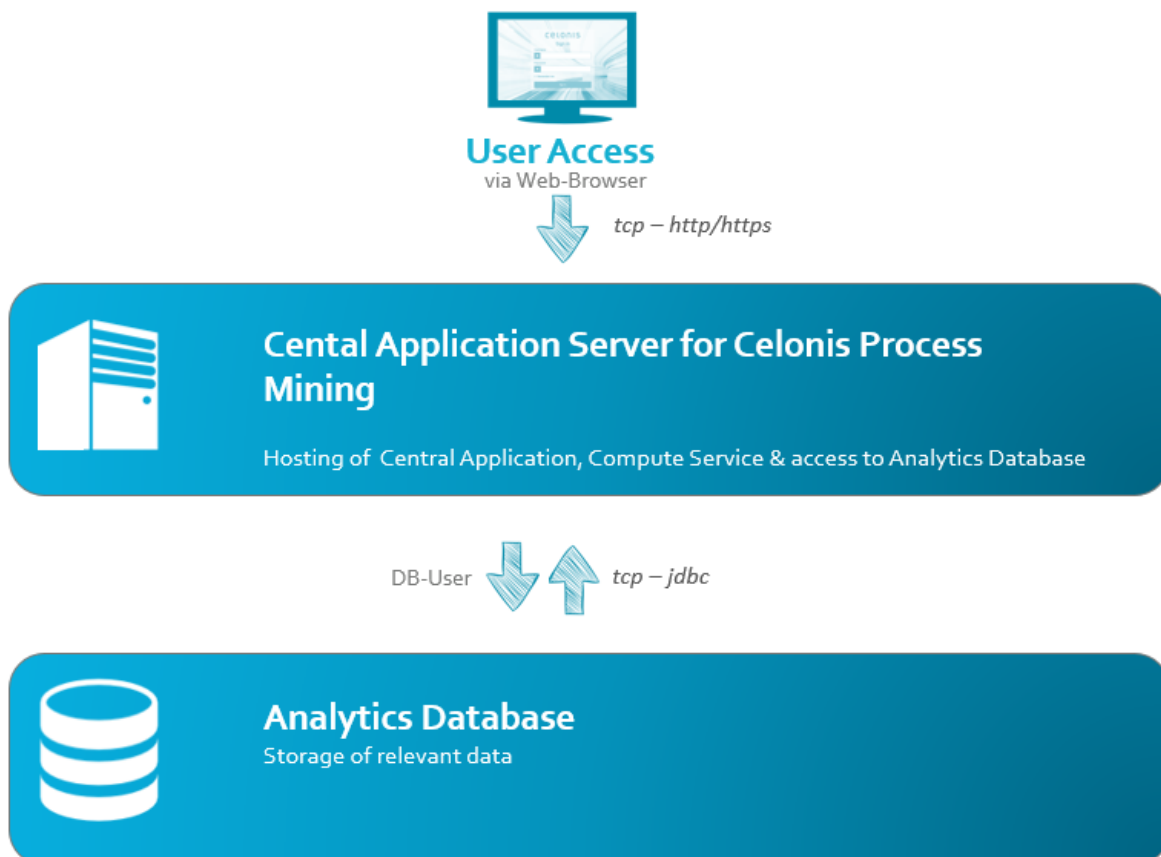 celonis
User Access
via Web-Browser
tcp – http/https
Cental Application Server for Celonis Process
Mining
Hosting of Central Application, Compute Service & access to Analytics Database
DB-User
tcp – jdbc
Analytics Database
Storage of relevant data